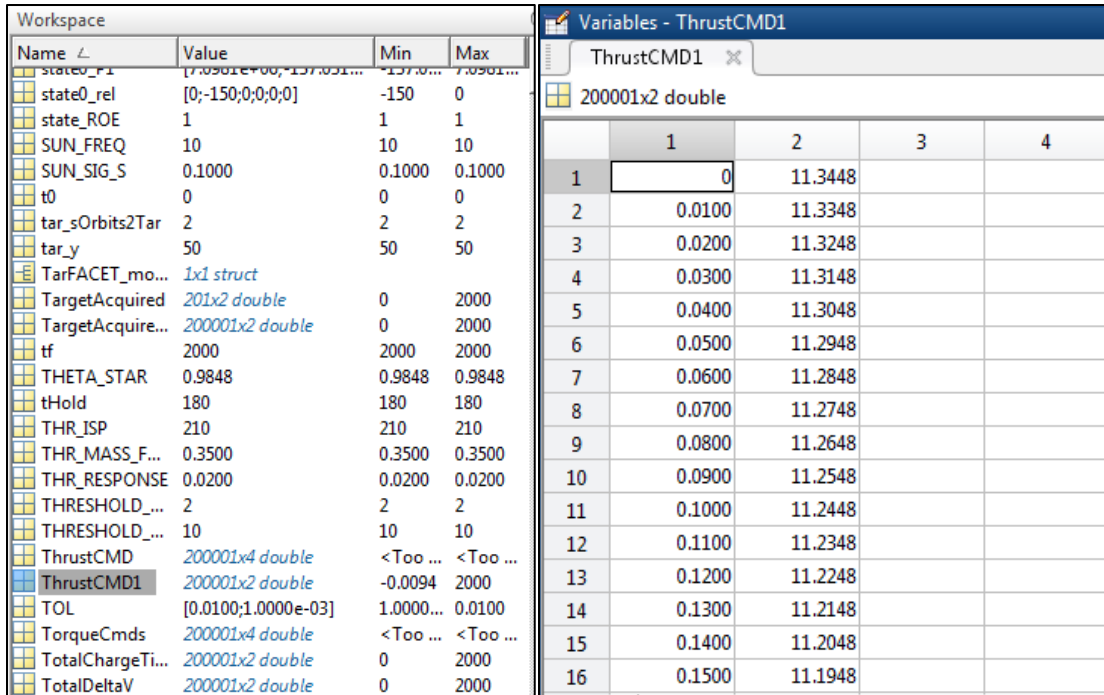 Workspace
Name Value Min Max
state0_rel [0;-150;0;0;0;0] -150 0
state_ROE 1 1 1
SUN_FREQ 10 10 10
SUN_SIG_S 0.1000 0.1000 0.1000
t0 0 0 0
tar_sOrbits2Tar 2 2 2
tar_y 50 50 50
TarFACET_mo... 1x1 struct
TargetAcquired 201x2 double 0 2000
TargetAcquire... 200001x2 double 0 2000
tf 2000 2000 2000
THETA_STAR 0.9848 0.9848 0.9848
tHold 180 180 180
THR_ISP 210 210 210
THR_MASS_F... 0.3500 0.3500 0.3500
THR_RESPONSE 0.0200 0.0200 0.0200
THRESHOLD_... 2 2 2
THRESHOLD_... 10 10 10
ThrustCMD 200001x4 double <Too ... <Too ...
ThrustCMD1 200001x2 double -0.0094 2000
TOL [0.0100;1.0000e-03] 1.0000... 0.0100
TorqueCmds 200001x4 double <Too ... <Too ...
TotalChargeTi... 200001x2 double 0 2000
TotalDeltaV 200001x2 double 0 2000
Variables - ThrustCMD1
ThrustCMD1
200001x2 double
1 2 3 4
1 0 11.3448
2 0.0100 11.3348
3 0.0200 11.3248
4 0.0300 11.3148
5 0.0400 11.3048
6 0.0500 11.2948
7 0.0600 11.2848
8 0.0700 11.2748
9 0.0800 11.2648
10 0.0900 11.2548
11 0.1000 11.2448
12 0.1100 11.2348
13 0.1200 11.2248
14 0.1300 11.2148
15 0.1400 11.2048
16 0.1500 11.1948